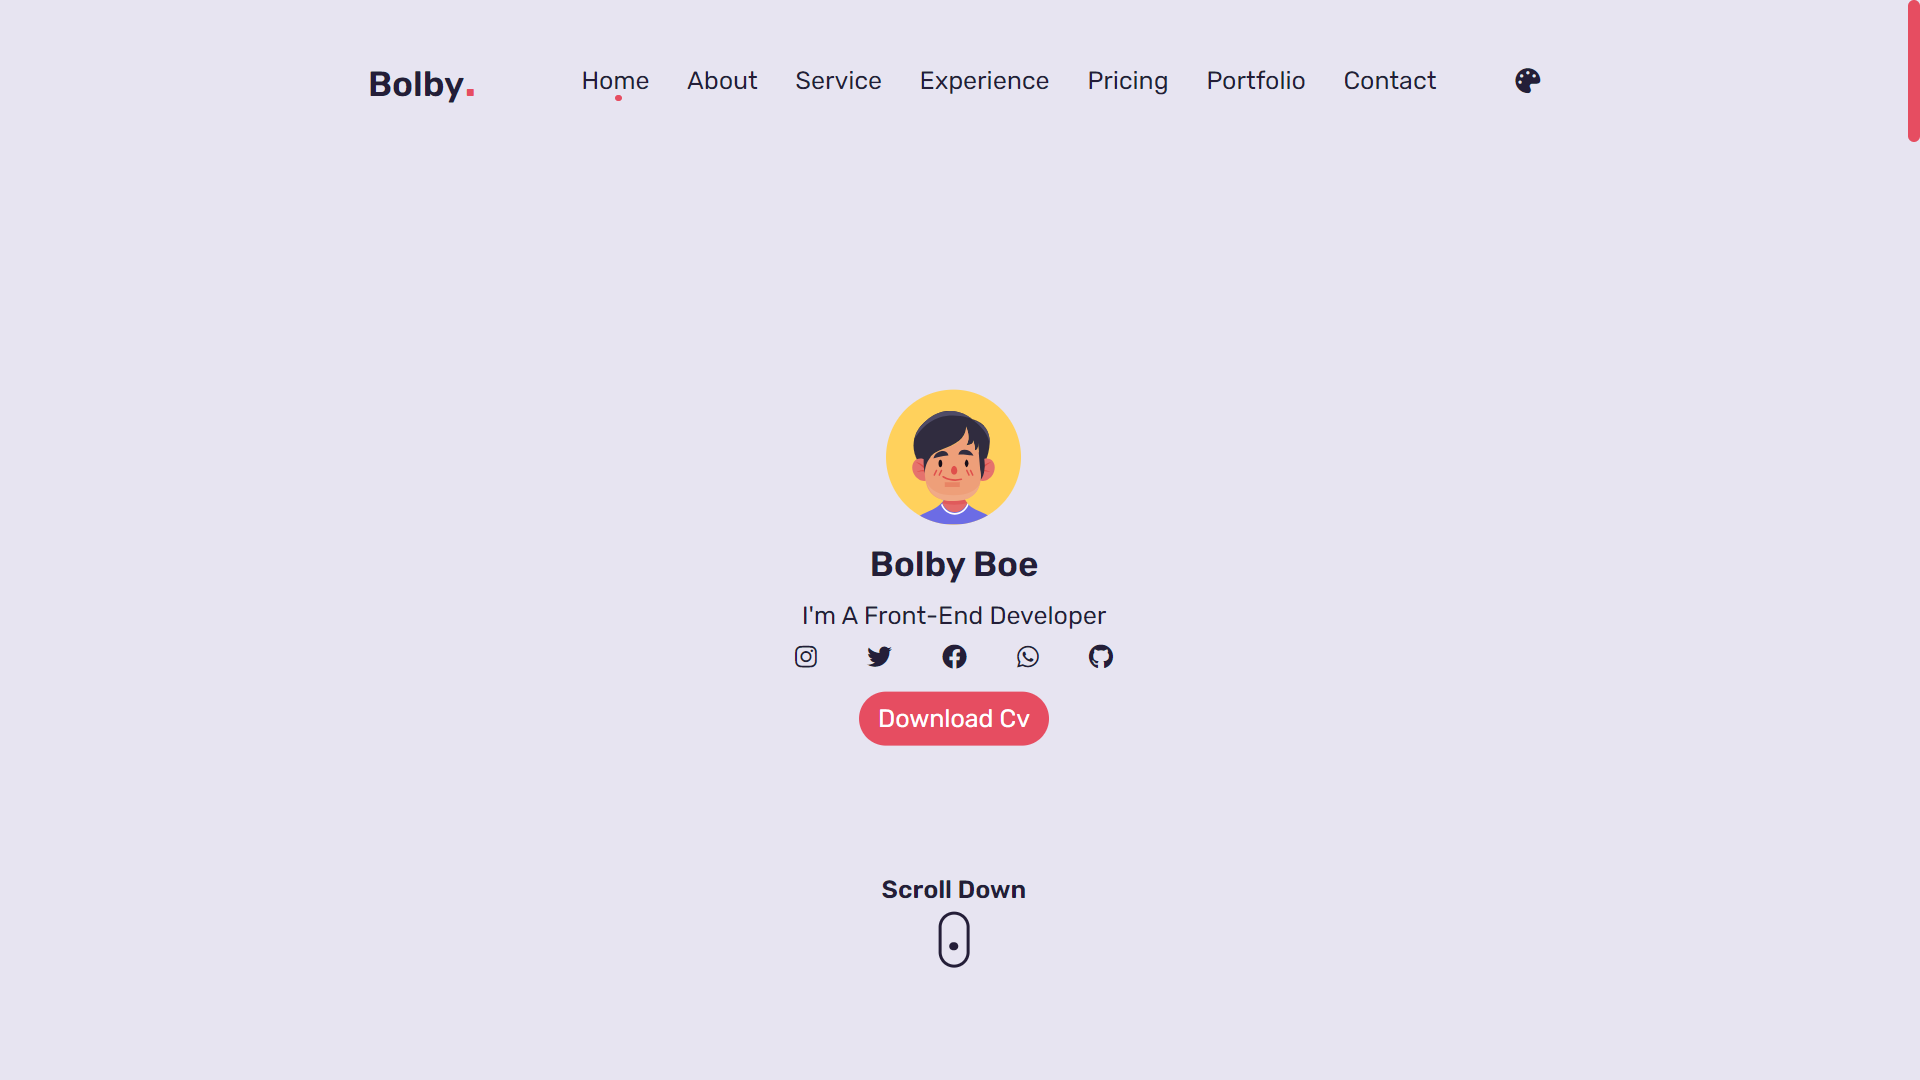 Bolby.
Home About Service Experience Pricing Portfolio Contact
Bolby Boe
I'm A Front-End Developer
Download Cv
Scroll Down